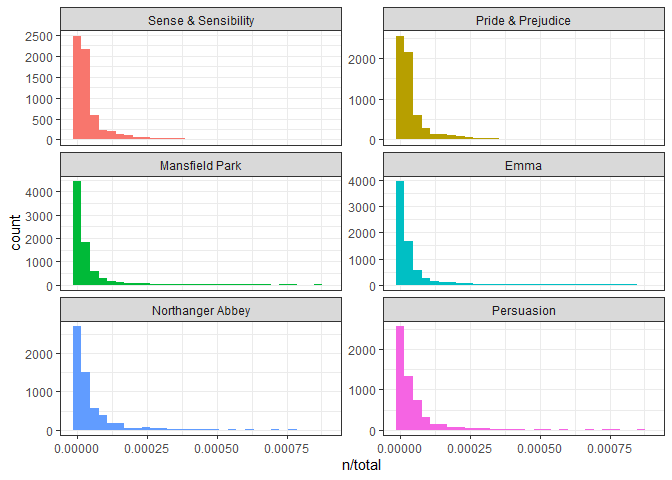 Sense & Sensibility
2500
2000
1500
1000
500
0
Pride & Prejudice
2000
1000
0
Mansfield Park
4000
3000
2000
1000
0
Emma
4000
3000
2000
1000
0
Northanger Abbey
2000
1000
0
0.00000 0.00025 0.00050 0.00075
Persuasion
2000
1000
0
0.00000 0.00025 0.00050 0.00075
count
n/total